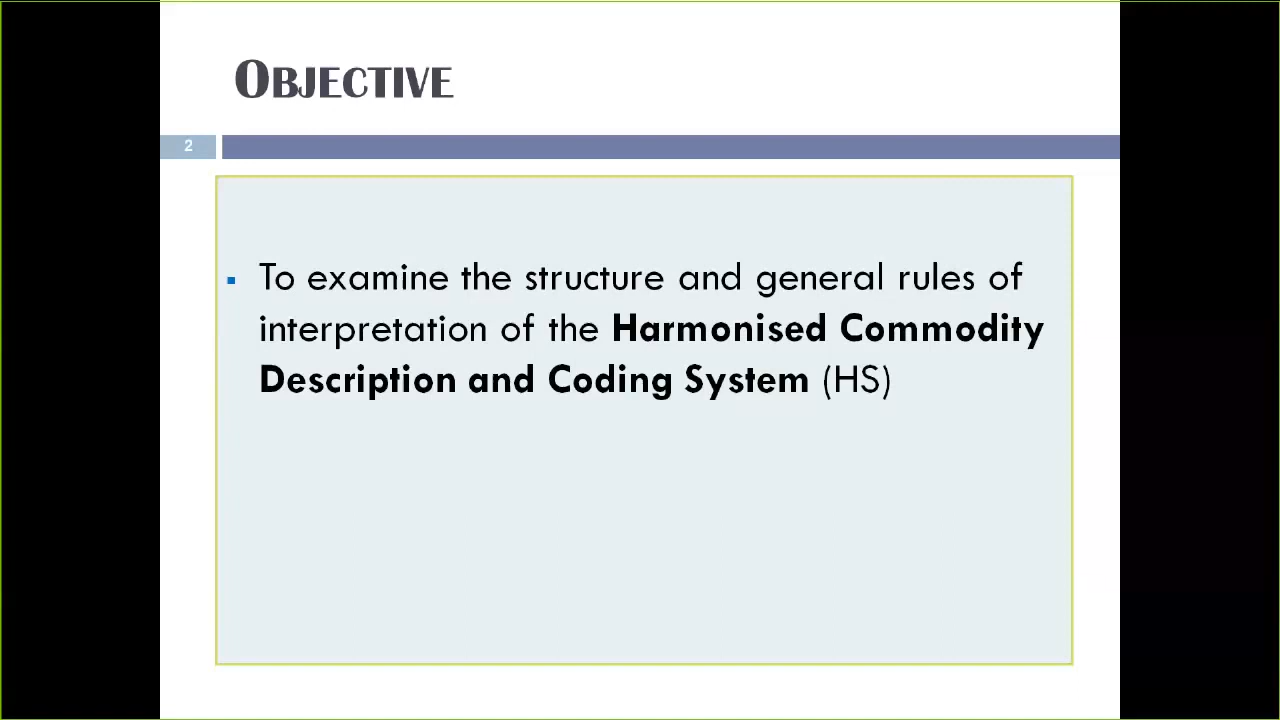 OBJECTIVE
2
▪ To examine the structure and general rules of
interpretation of the Harmonised Commodity
Description and Coding System (HS)